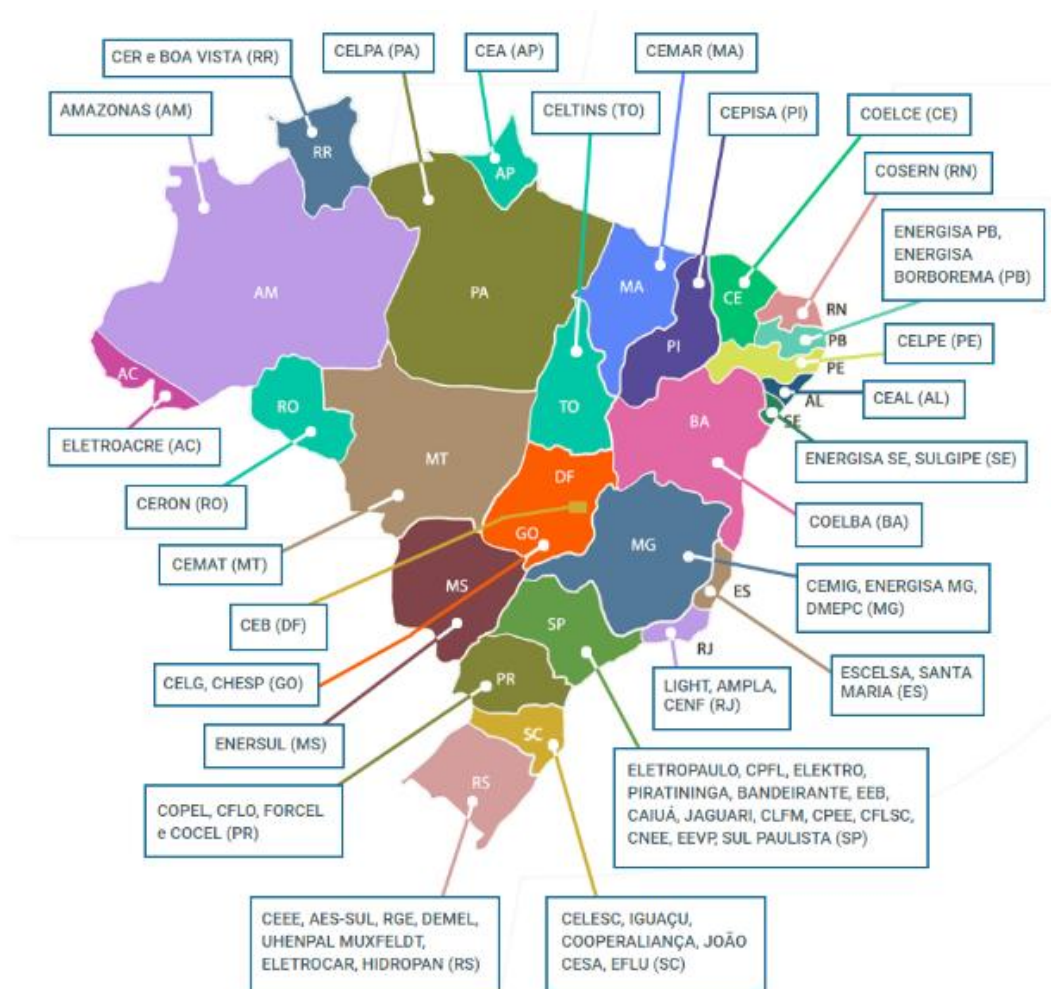 CER e BOA VISTA (RR)
CELPA (PA)
CEA (AP)
CEMAR (MA)
AMAZONAS (AM)
CELTINS (TO)
CEPISA (PI)
COELCE (CE)
COSERN (RN)
ENERGISA PB,
ENERGISA
BORBOREMA (PB)
CELPE (PE)
CEAL (AL)
ENERGISA SE, SULGIPE (SE)
COELBA (BA)
CEMIG, ENERGISA MG,
DMEPC (MG)
ESCELSA, SANTA
MARIA (ES)
LIGHT, AMPLA,
CENF (RJ)
ELETROPAULO, CPFL, ELEKTRO,
PIRATININGA, BANDEIRANTE, EEB,
CAIUÁ, JAGUARI, CLFM, CPEE, CFLSC,
CNEE, EEVP, SUL PAULISTA (SP)
CELESC, IGUAÇU,
COOPERALIANÇA, JOÃO
CESA, EFLU (SC)
CEEE, AES-SUL, RGE, DEMEL,
UHENPAL MUXFELDT,
ELETROCAR, HIDROPAN (RS)
COPEL, CFLO, FORCEL
e COCEL (PR)
ENERSUL (MS)
CELG, CHESP (GO)
CEB (DF)
CEMAT (MT)
CERON (RO)
ELETROACRE (AC)
RR
AP
AM
PA
MA
CE
RN
PB
PE
AL
SE
PI
AC
RO
TO
BA
MT
DF
GO
MG
ES
MS
SP
RJ
PR
SC
RS